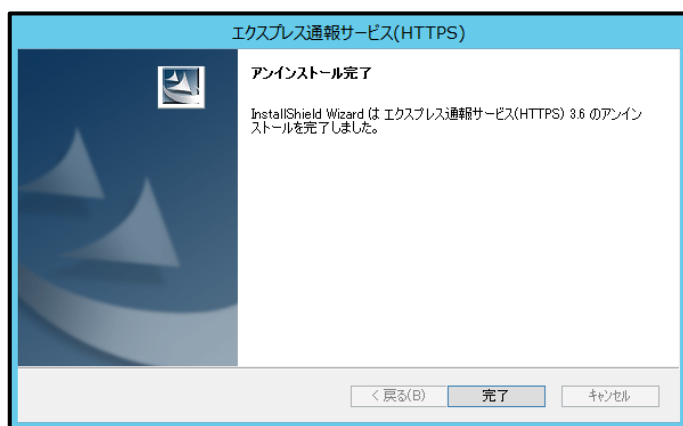 エクスプレス通報サービス(HTTPS)
アンインストール完了
InstallShield Wizard は エクスプレス通報サービス(HTTPS) 3.6 のアンイン
ストールを完了しました。
< 戻る(B)
完了
キャンセル